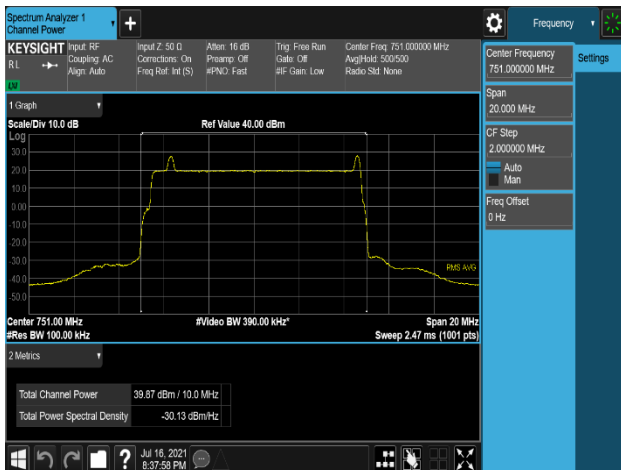 Spectrum Analyzer 1
Channel Power
Frequency
KEYSIGHT
R L
Input: RF
Coupling: AC
Align: Auto
Input Z: 50 Ω
Corrections: On
Freq Ref: Int (S)
Atten: 16 dB
Preamp: Off
#PNO: Fast
Trig: Free Run
Gate: Off
#IF Gain: Low
Center Freq: 751.000000 MHz
Avg|Hold: 500/500
Radio Std: None
Center Frequency
751.000000 MHz
Settings
Span
20.000 MHz
CF Step
2.000000 MHz
Auto
Man
Freq Offset
0 Hz
1 Graph
Scale/Div 10.0 dB
Ref Value 40.00 dBm
Log
30.0
20.0
10.0
0.00
-10.0
-20.0
-30.0
-40.0
-50.0
RMS AVG
Center 751.00 MHz
#Video BW 390.00 kHz*
Span 20 MHz
#Res BW 100.00 kHz
Sweep 2.47 ms (1001 pts)
2 Metrics
Total Channel Power 39.87 dBm / 10.0 MHz
Total Power Spectral Density -30.13 dBm/Hz
?
Jul 16, 2021
8:37:58 PM